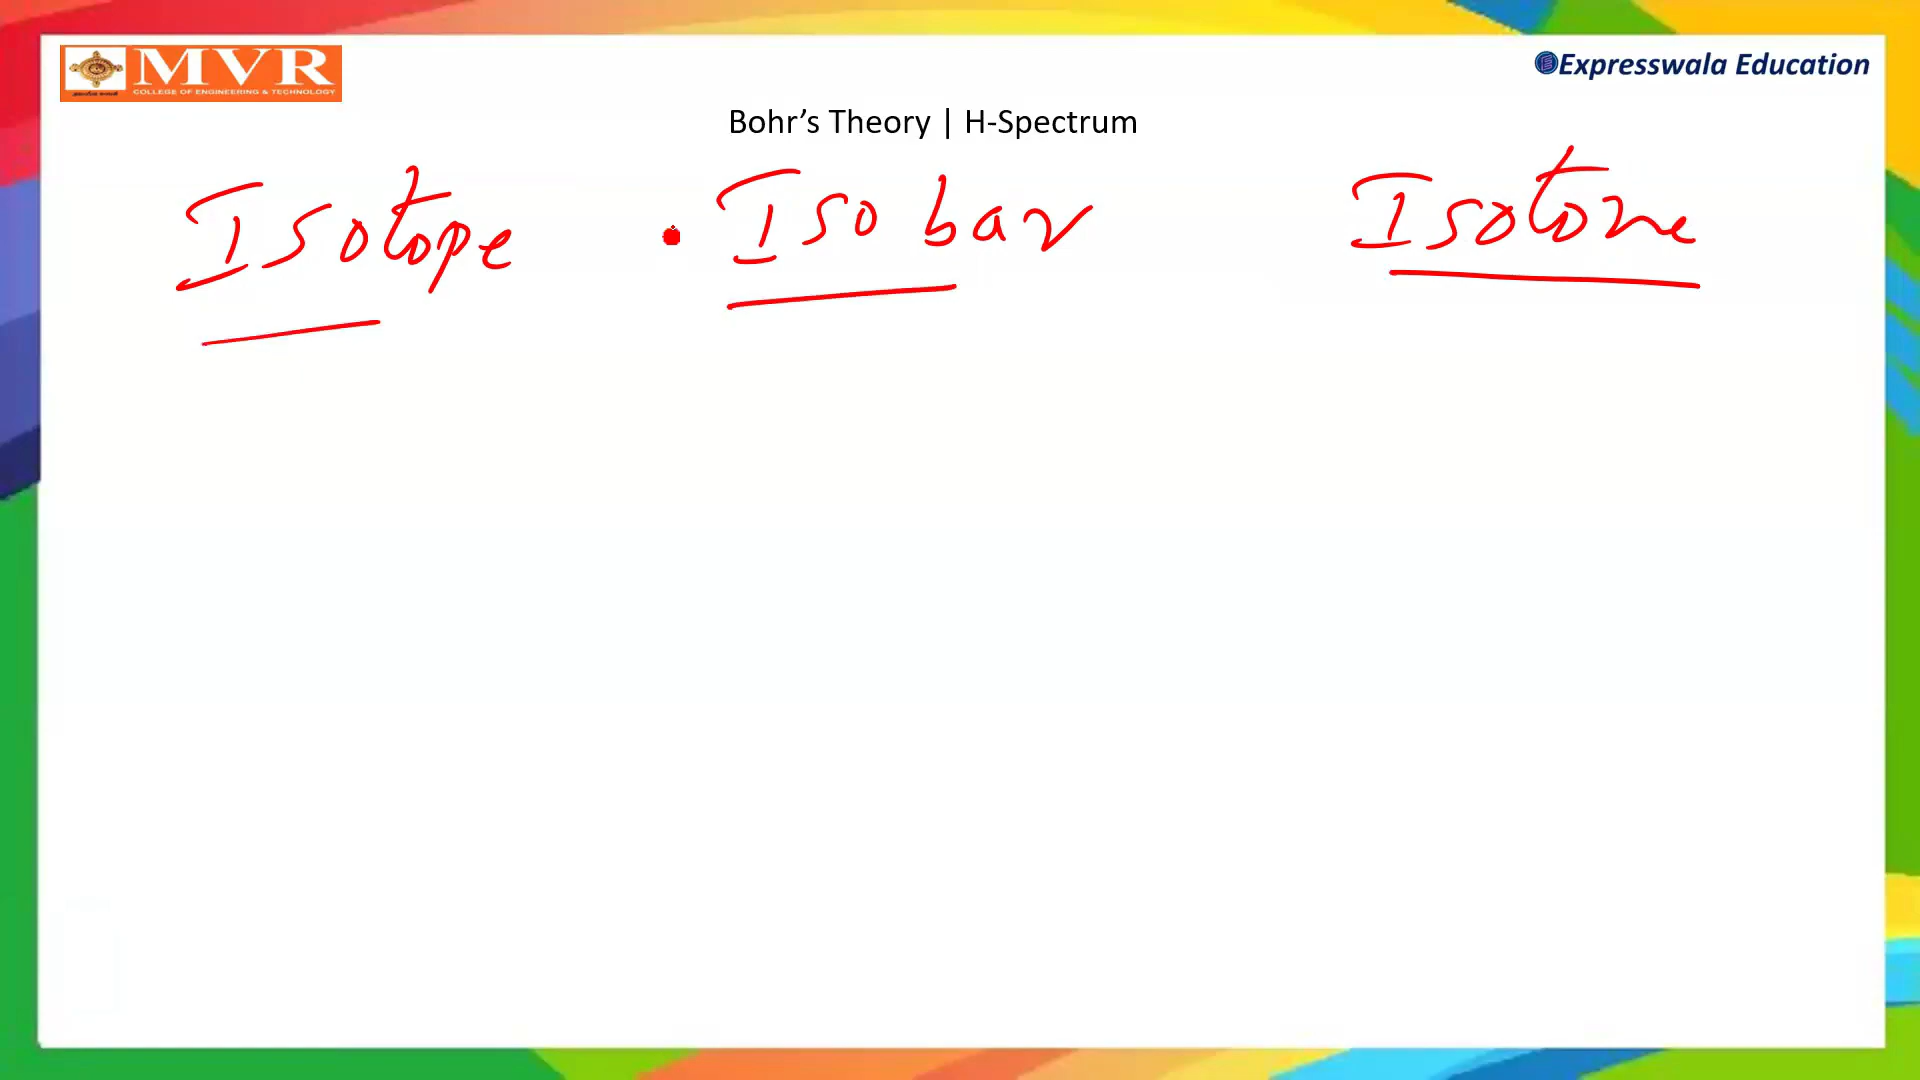 MVR
COLLEGE OF ENGINEERING & TECHNOLOGY
Expresswala Education
Bohr’s Theory | H-Spectrum
Isotope Isobar Isotone